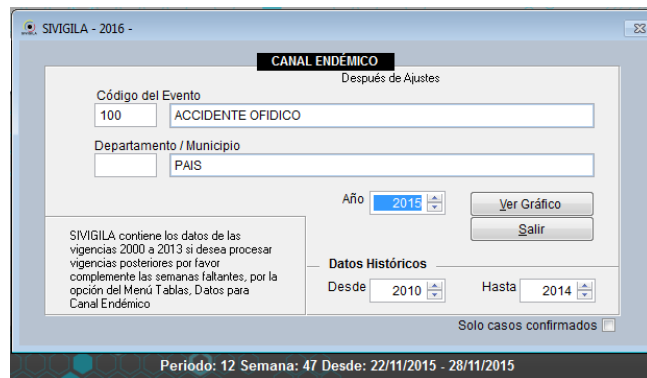 SIVIGILA - 2016 -
CANAL ENDÉMICO
Después de Ajustes
Código del Evento
100 ACCIDENTE OFIDICO
Departamento / Municipio
PAIS
Año 2015 Ver Gráfico
Salir
SIVIGILA contiene los datos de las
vigencias 2000 a 2013 si desea procesar
vigencias posteriores por favor
complemente las semanas faltantes, por la
opción del Menú Tablas, Datos para
Canal Endémico
Datos Históricos
Desde 2010 Hasta 2014
Solo casos confirmados
Periodo: 12 Semana: 47 Desde: 22/11/2015 - 28/11/2015